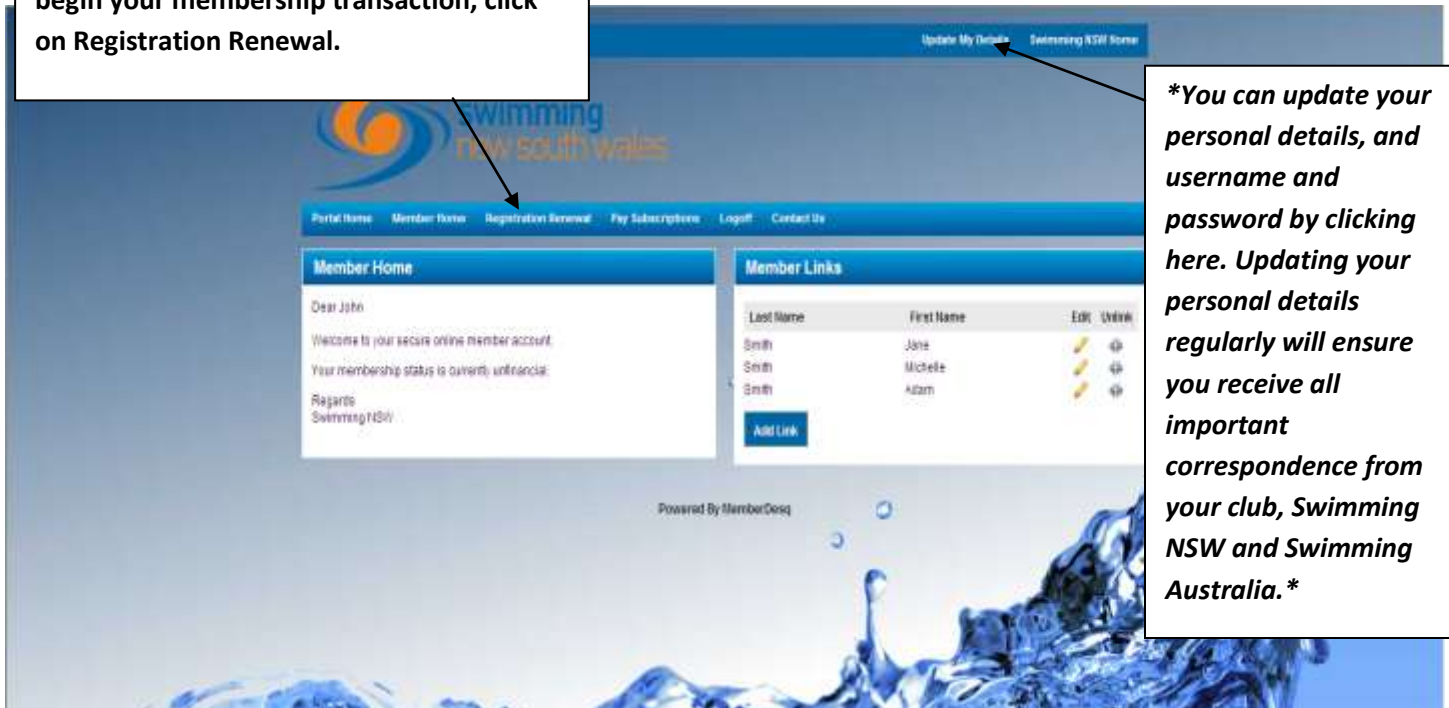 begin your membership transaction, click
on Registration Renewal.
Update My Details Swimming NSW Home
swimming
new south wales
Portal Home Member Home Registration Renewal Pay Subscriptions Logoff Contact Us
Member Home
Dear John
Welcome to your secure online member account.
Your membership status is currently unfinancial.
Regards
Swimming NSW
Member Links
Last Name First Name Edit Unlink
Smith Jane
Smith Michelle
Smith Adam
Add Link
Powered By MemberDesq
*You can update your
personal details, and
username and
password by clicking
here. Updating your
personal details
regularly will ensure
you receive all
important
correspondence from
your club, Swimming
NSW and Swimming
Australia.*